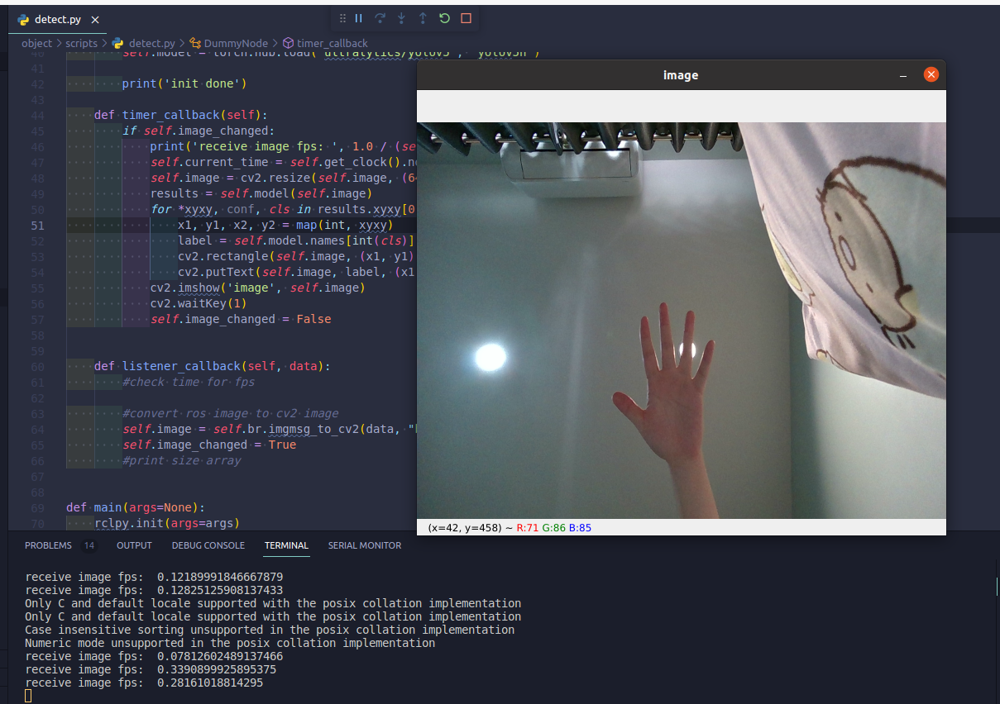 detect.py
object > scripts > detect.py > DummyNode > timer_callback
40 self.model = torch.hub.load('ultralytics/yolov5', 'yolov5n')
41
42 print('init done')
43
44 def timer_callback(self):
45 if self.image_changed:
46 print('receive image fps: ', 1.0 / (se
47 self.current_time = self.get_clock().n
48 self.image = cv2.resize(self.image, (6
49 results = self.model(self.image)
50 for *xyxy, conf, cls in results.xyxy[0
51 x1, y1, x2, y2 = map(int, xyxy)
52 label = self.model.names[int(cls)]
53 cv2.rectangle(self.image, (x1, y1)
54 cv2.putText(self.image, label, (x1
55 cv2.imshow('image', self.image)
56 cv2.waitKey(1)
57 self.image_changed = False
58
59
60 def listener_callback(self, data):
61 #check time for fps
62
63 #convert ros image to cv2 image
64 self.image = self.br.imgmsg_to_cv2(data, "
65 self.image_changed = True
66 #print size array
67
68
69 def main(args=None):
70 rclpy.init(args=args)
image
(x=42, y=458) ~ R:71 G:86 B:85
PROBLEMS 14 OUTPUT DEBUG CONSOLE TERMINAL SERIAL MONITOR
receive image fps:  0.12189991846667879
receive image fps:  0.12825125908137433
Only C and default locale supported with the posix collation implementation
Only C and default locale supported with the posix collation implementation
Case insensitive sorting unsupported in the posix collation implementation
Numeric mode unsupported in the posix collation implementation
receive image fps:  0.07812602489137466
receive image fps:  0.3390899925895375
receive image fps:  0.28161018814295